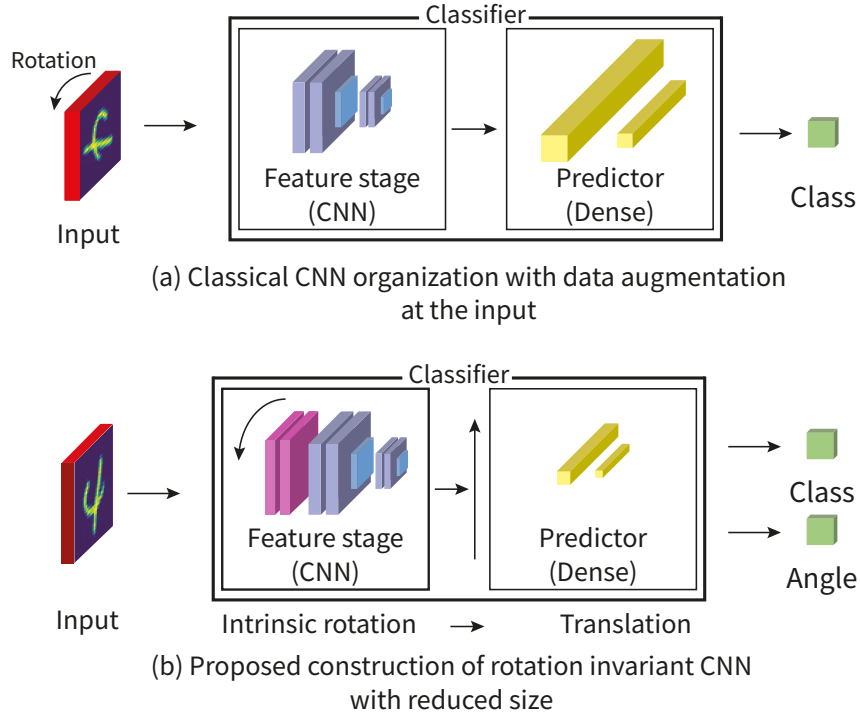 Classifier
Rotation
Feature stage
(CNN)
Predictor
(Dense)
Input
Class
(a) Classical CNN organization with data augmentation
at the input
Classifier
Feature stage
(CNN)
Predictor
(Dense)
Class
Angle
Input
Intrinsic rotation
Translation
(b) Proposed construction of rotation invariant CNN
with reduced size